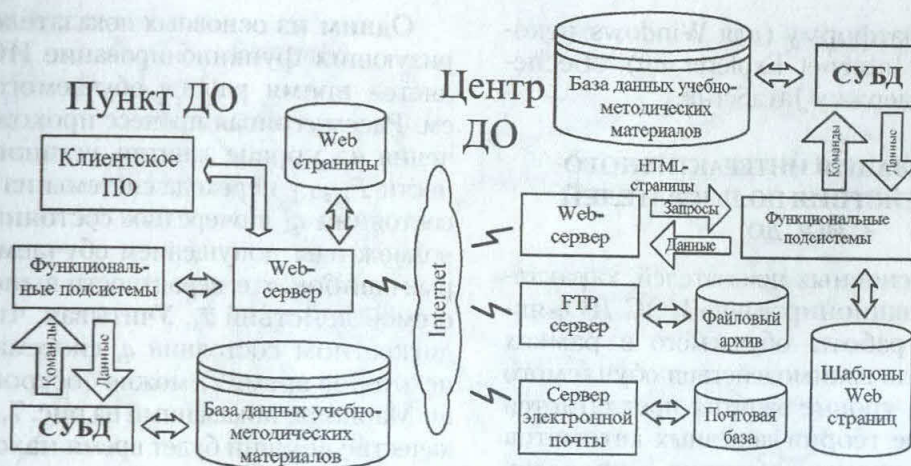 Пункт ДО
Клиентское
ПО
Web
страницы
Функциональ-
ные подсистемы
Web-
сервер
Команды
Данные
СУБД
База данных учебно-
методических
материалов
Internet
Центр
ДО
База данных учебно-
методических
материалов
СУБД
Команды
Данные
Web
страницы
Web-
сервер
Запросы
Данные
Функциональные
подсистемы
FTP
сервер
Файловый
архив
Сервер
электронной
почты
Почтовая
база
Шаблоны
Web
страниц